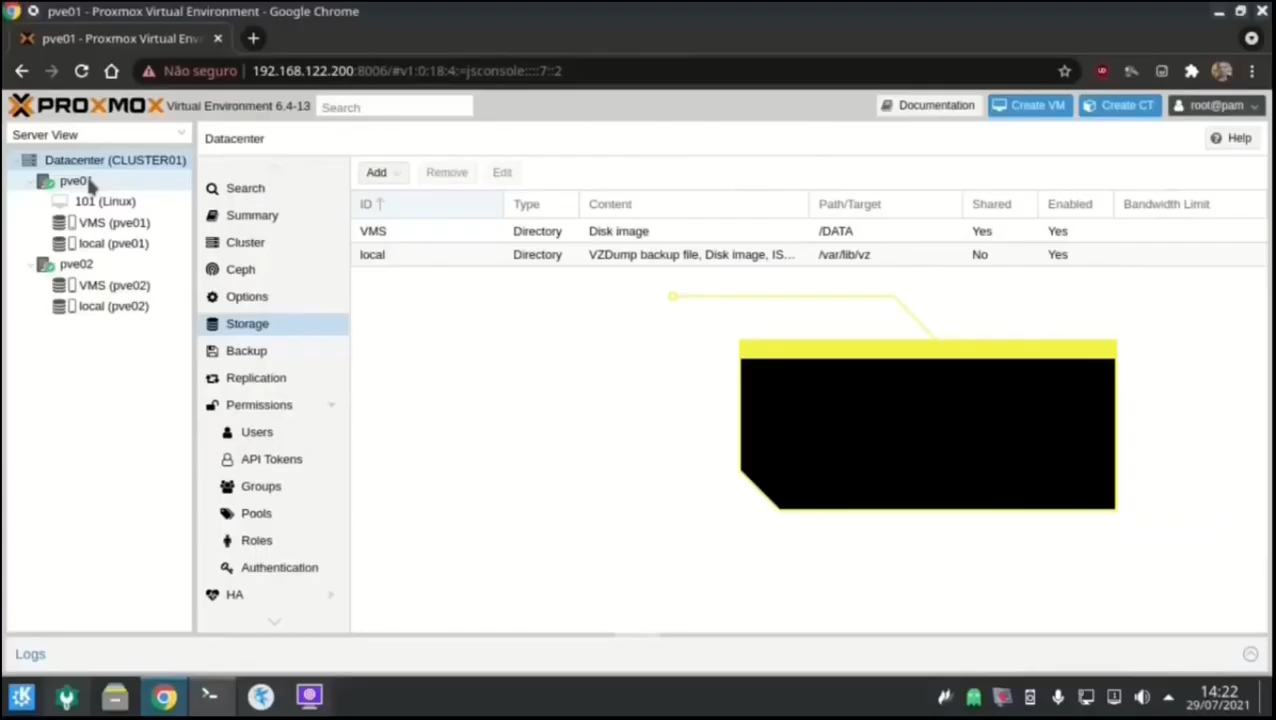 pve01 - Proxmox Virtual Environment - Google Chrome
pve01 - Proxmox Virtual Env
Não seguro
192.168.122.200:8006/#v1:0:18:4:=jsconsole::::7::2
PROXMOX Virtual Environment 6.4-13
Search
Documentation
Create VM
Create CT
root@pam
Server View
Datacenter
Help
Datacenter (CLUSTER01)
pve01
101 (Linux)
VMS (pve01)
local (pve01)
pve02
VMS (pve02)
local (pve02)
Search
Summary
Cluster
Ceph
Options
Storage
Backup
Replication
Permissions
Users
API Tokens
Groups
Pools
Roles
Authentication
HA
Add Remove Edit
ID Type Content Path/Target Shared Enabled Bandwidth Limit
VMS Directory Disk image /DATA Yes Yes
local Directory VZDump backup file, Disk image, IS... /var/lib/vz No Yes
Logs
14:22
29/07/2021